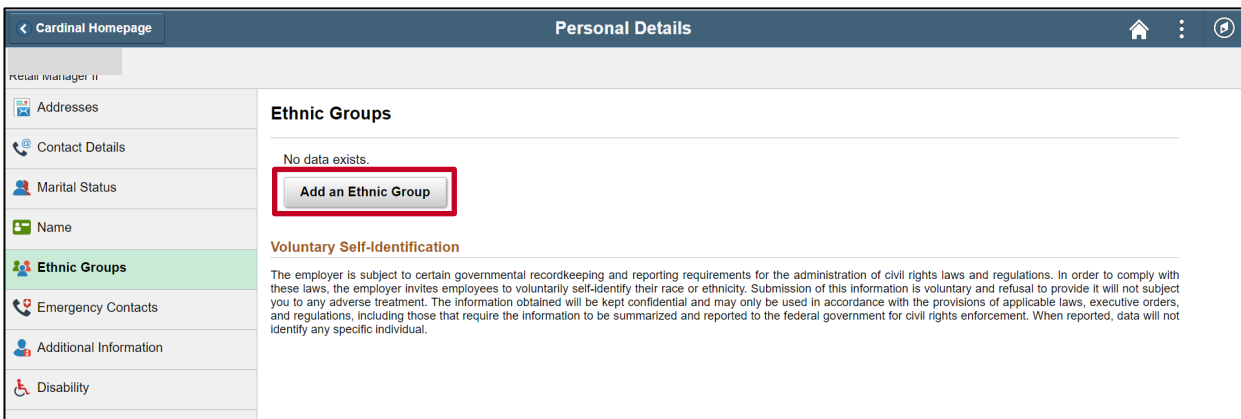 Cardinal Homepage
Personal Details
Retail Manager II
Addresses
Contact Details
Marital Status
Name
Ethnic Groups
Emergency Contacts
Additional Information
Disability
Ethnic Groups
No data exists.
Add an Ethnic Group
Voluntary Self-Identification
The employer is subject to certain governmental recordkeeping and reporting requirements for the administration of civil rights laws and regulations. In order to comply with
these laws, the employer invites employees to voluntarily self-identify their race or ethnicity. Submission of this information is voluntary and refusal to provide it will not subject
you to any adverse treatment. The information obtained will be kept confidential and may only be used in accordance with the provisions of applicable laws, executive orders,
and regulations, including those that require the information to be summarized and reported to the federal government for civil rights enforcement. When reported, data will not
identify any specific individual.